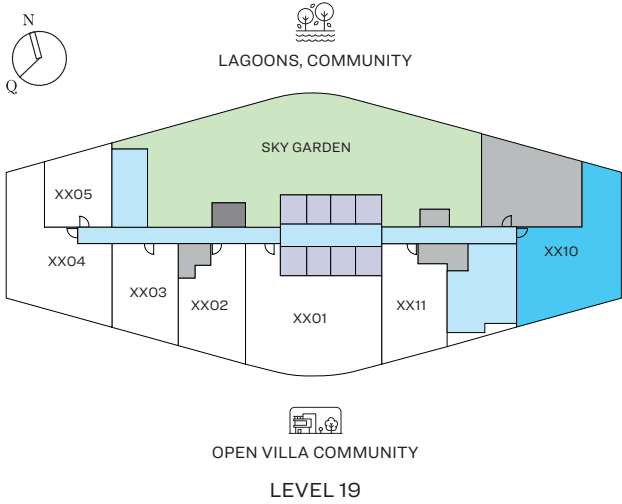 N
Q
LAGOONS, COMMUNITY
SKY GARDEN
XX05
XX04
XX10
XX03
XX02
XX01
XX11
OPEN VILLA COMMUNITY
LEVEL 19